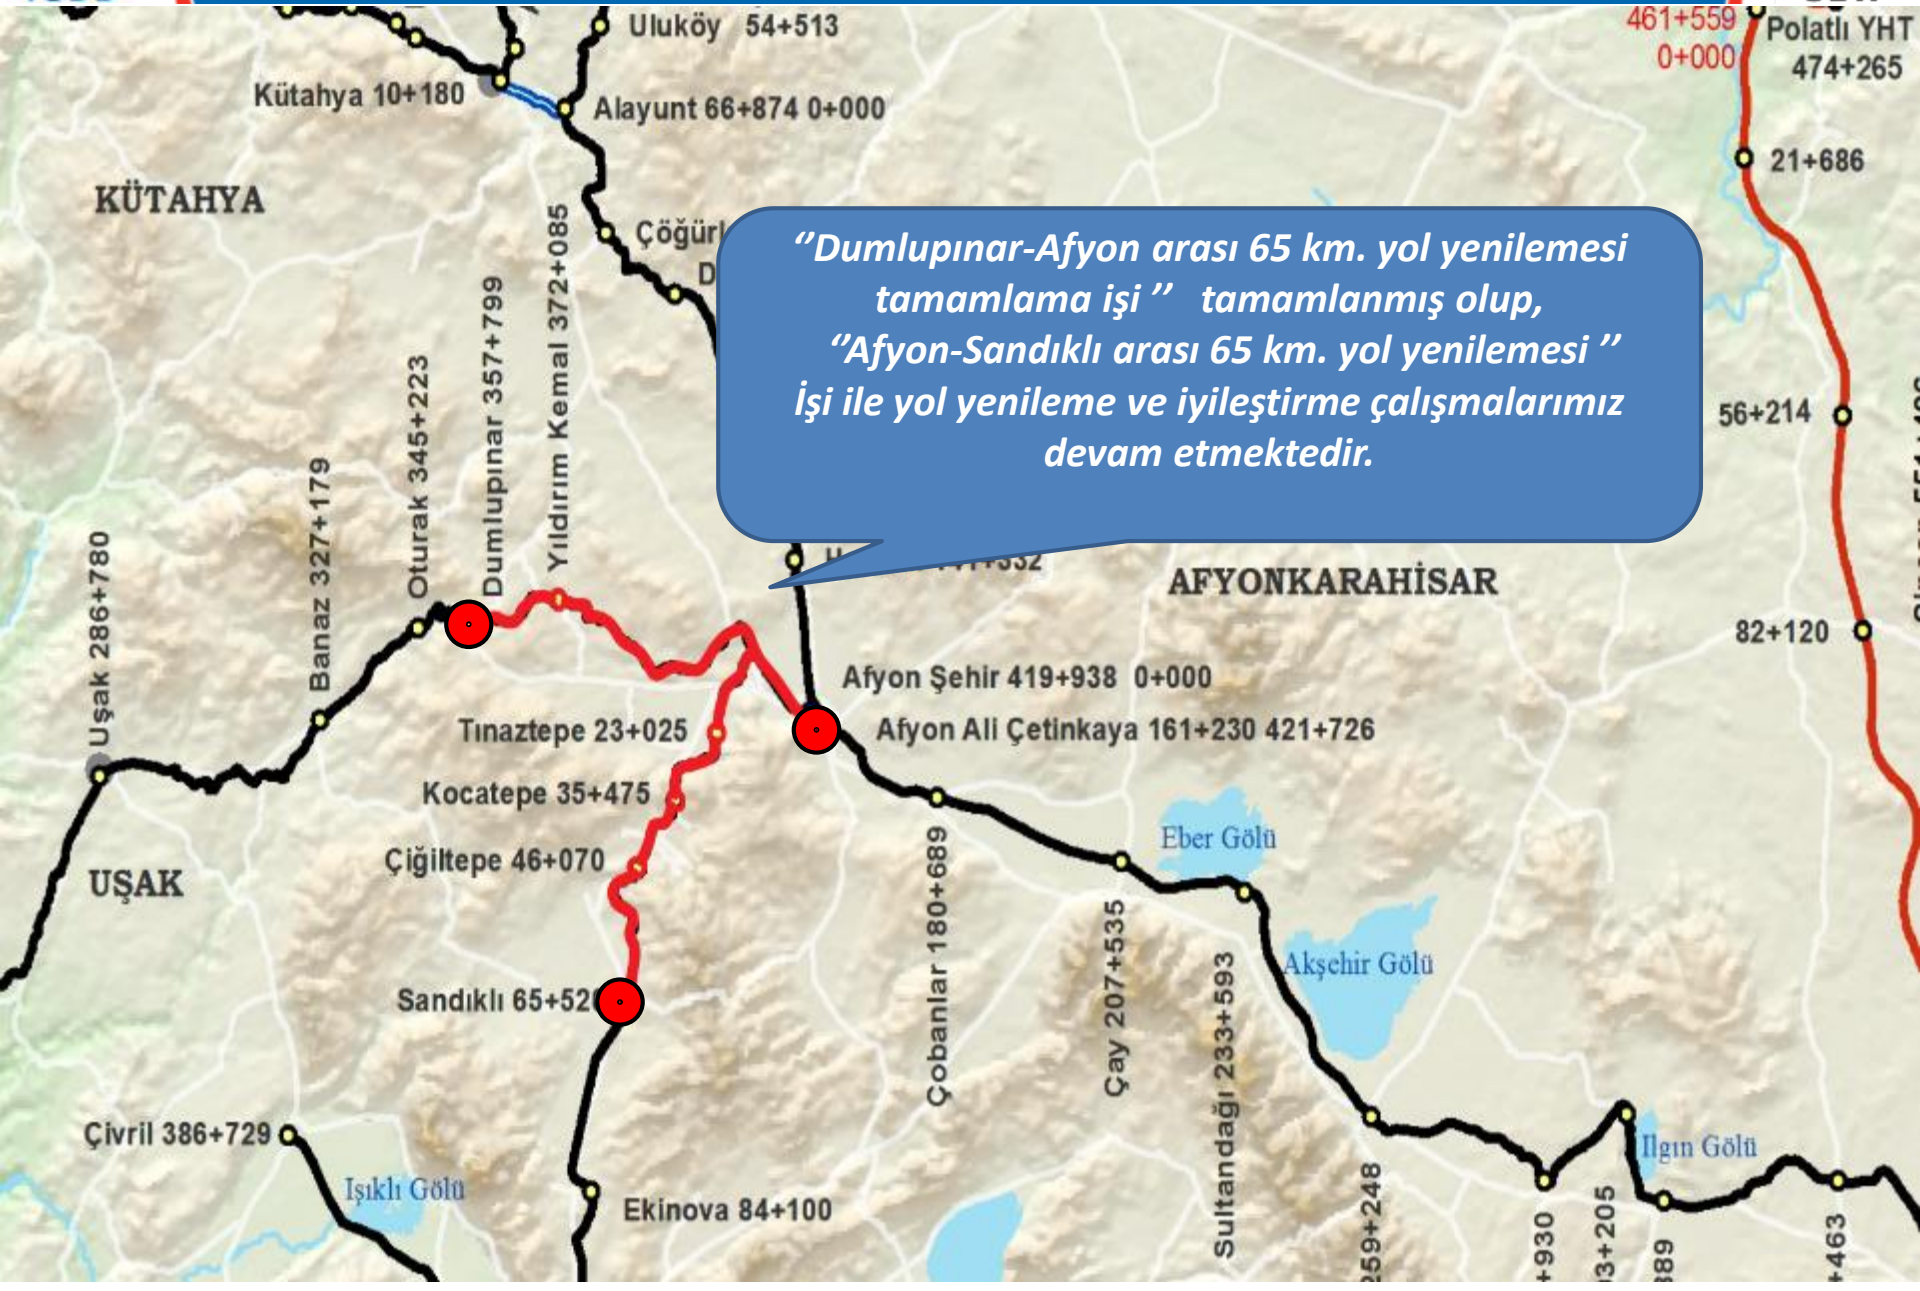 Uluköy 54+513
461+559
0+000
Polatlı YHT
474+265
Kütahya 10+180
Alayunt 66+874 0+000
21+686
KÜTAHYA
‘’Dumlupınar-Afyon arası 65 km. yol yenilemesi
tamamlama işi ’’ tamamlanmış olup,
‘’Afyon-Sandıklı arası 65 km. yol yenilemesi ’’
İşi ile yol yenileme ve iyileştirme çalışmalarımız
devam etmektedir.
56+214
Uşak 286+780
Banaz 327+179
Oturak 345+223
Dumlupınar 357+799
Yıldırım Kemal 372+085
AFYONKARAHİSAR
82+120
Afyon Şehir 419+938 0+000
Tınaztepe 23+025
Afyon Ali Çetinkaya 161+230 421+726
Kocatepe 35+475
Eber Gölü
Çiğiltepe 46+070
UŞAK
Akşehir Gölü
Sandıklı
Çobanlar 180+689
Çay 207+535
Sultandağı 233+593
Çivril 386+729
Ilgın Gölü
Işıklı Gölü
Ekinova 84+100
259+248
+930
+463